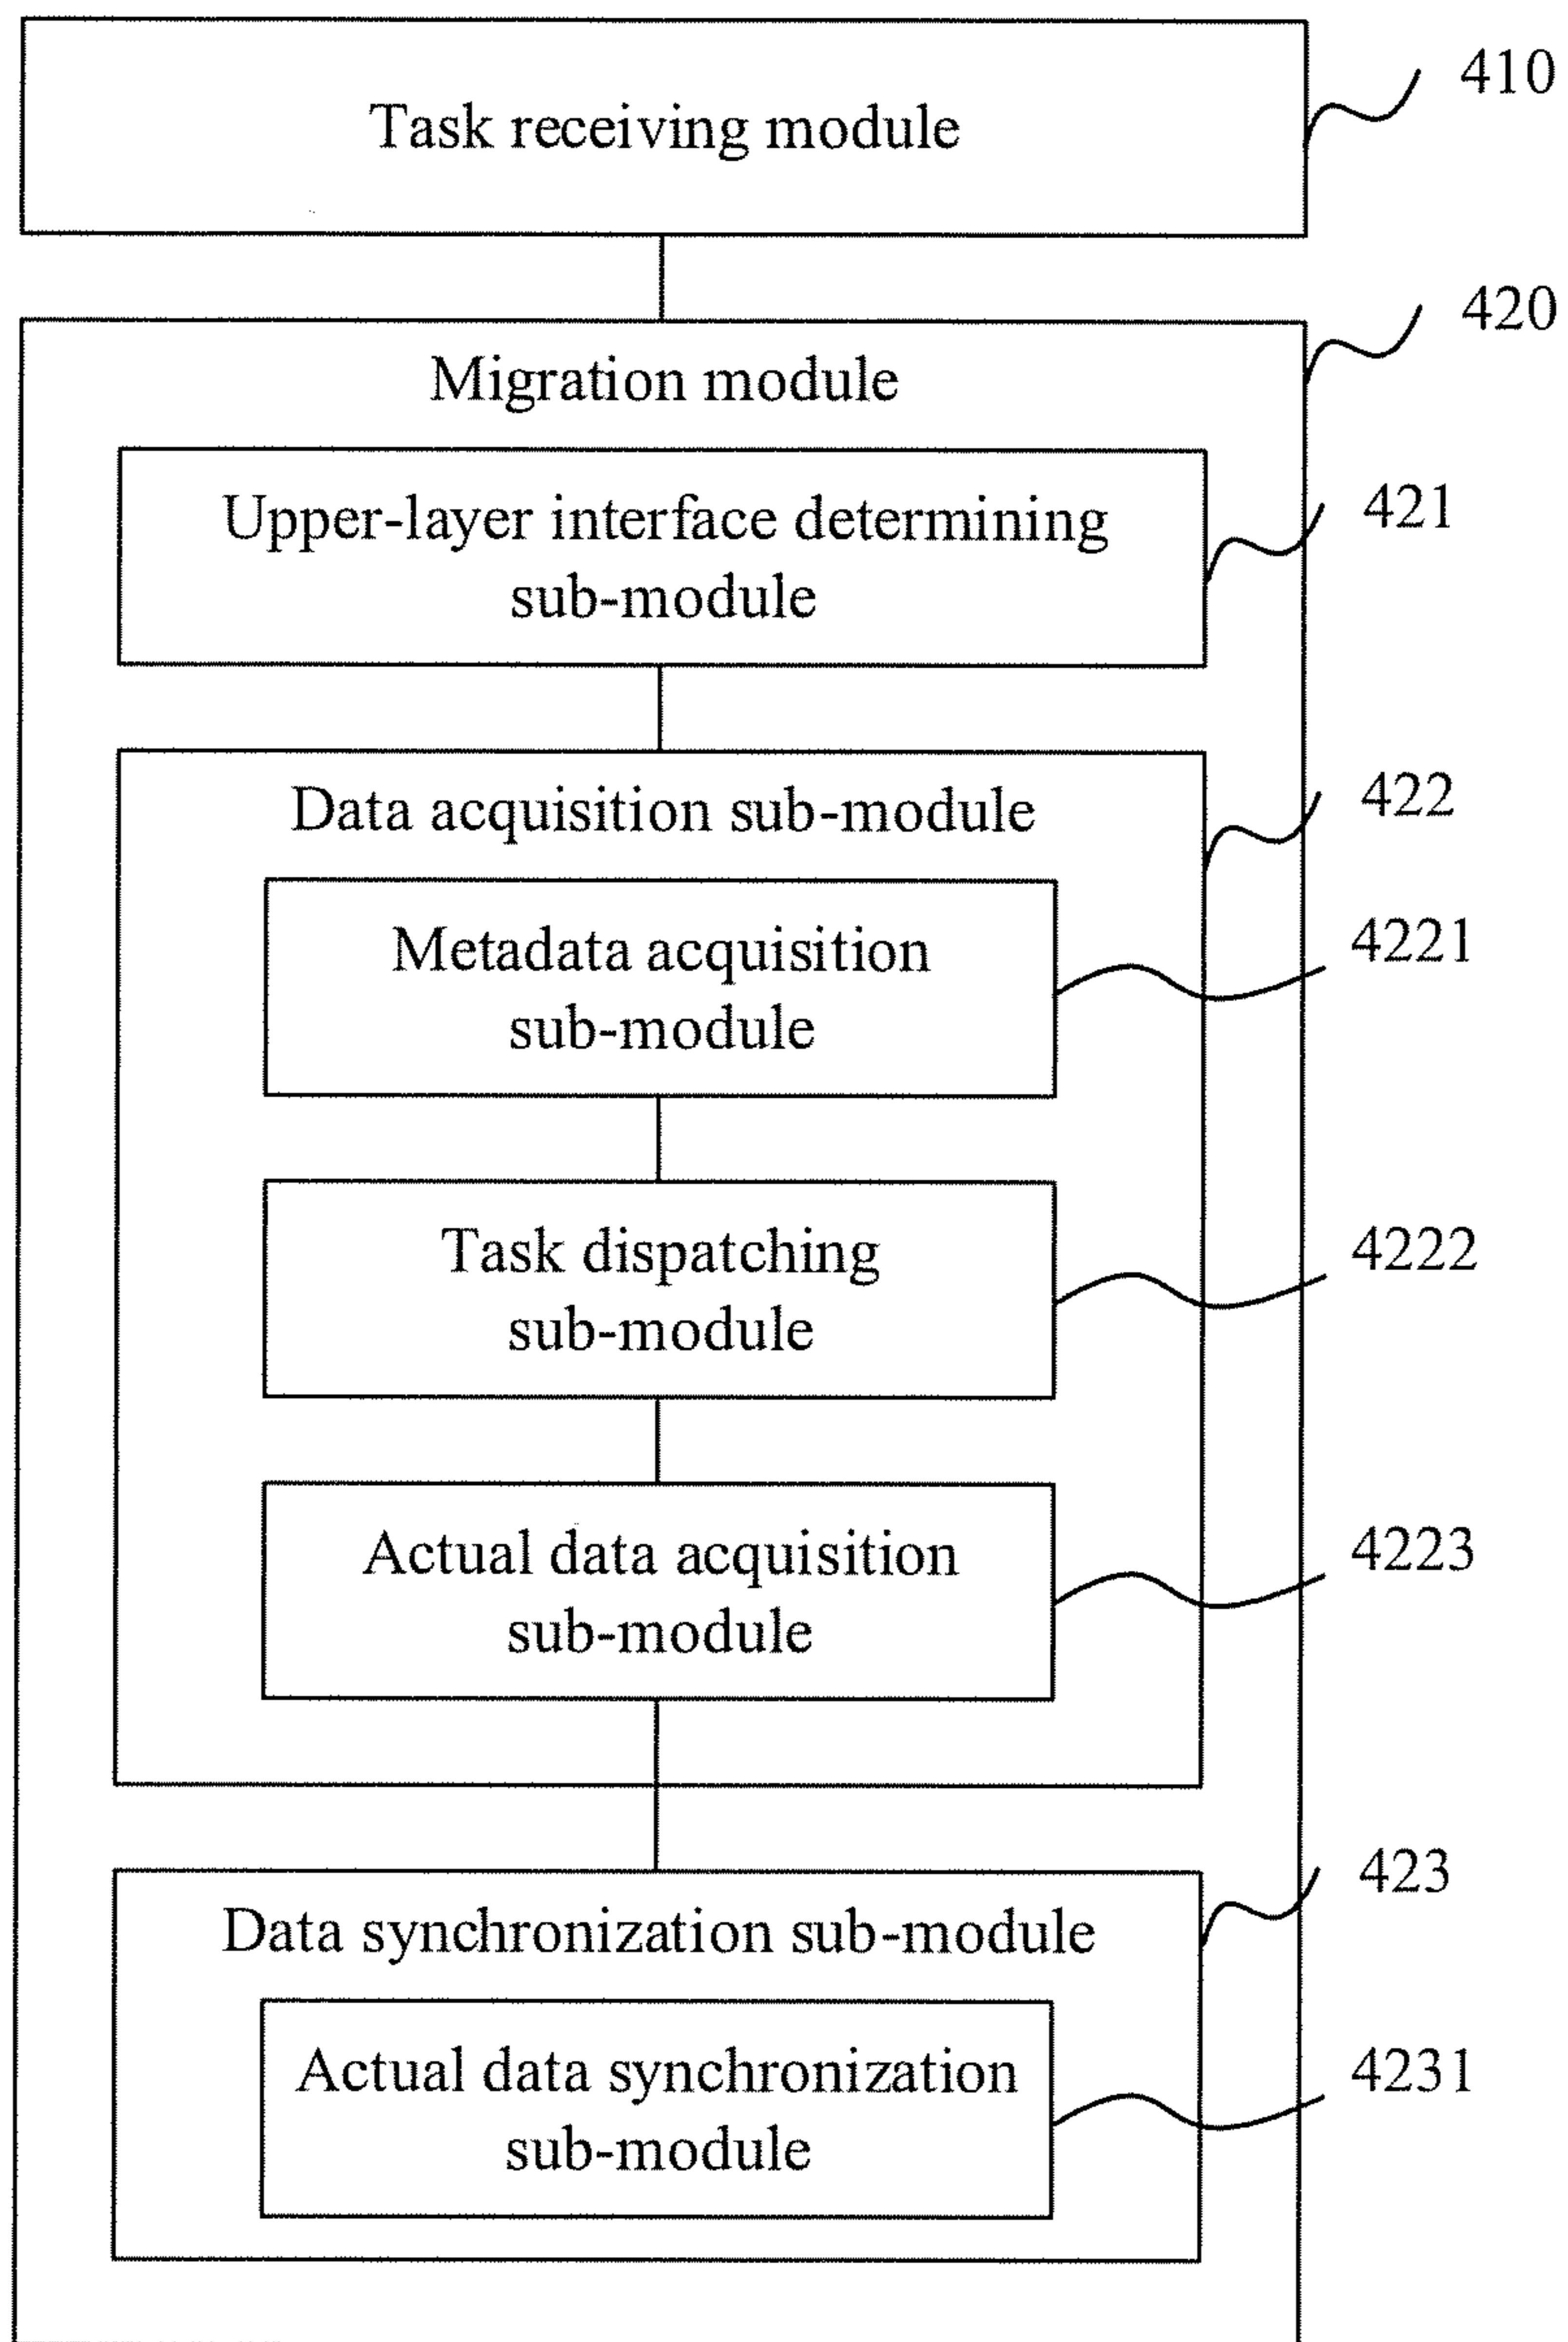 Task receiving module
410
420
Migration module
Upper-layer interface determining
sub-module
421
Data acquisition sub-module
422
Metadata acquisition
sub-module
4221
Task dispatching
sub-module
4222
Actual data acquisition
sub-module
4223
Data synchronization sub-module
423
Actual data synchronization
sub-module
4231